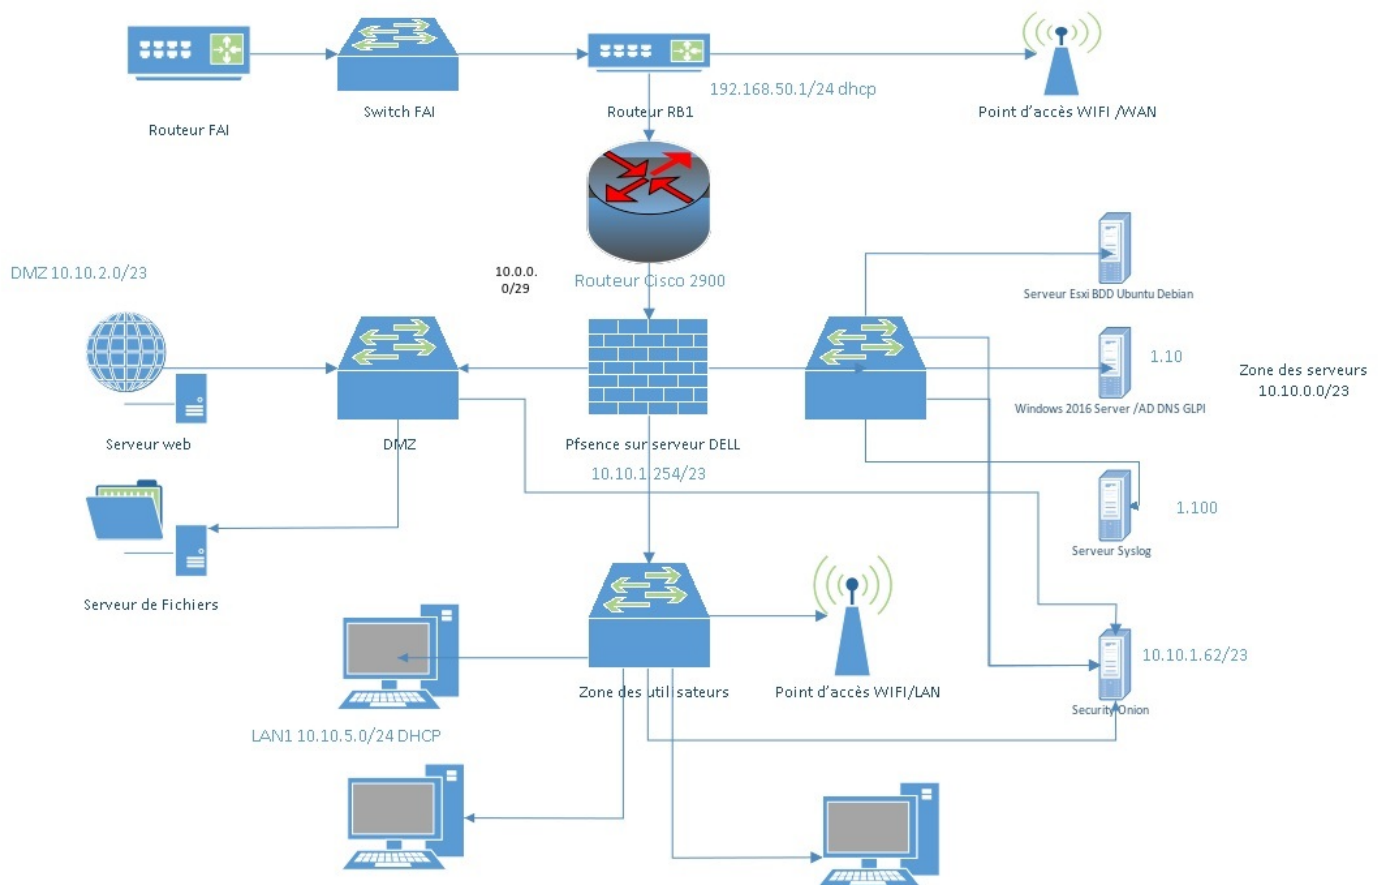 192.168.50.1/24 dhcp
Switch FAI
Routeur RB1
Point d'accès WIFI /WAN
Routeur FAI
DMZ 10.10.2.0/23
10.0.0.
0/29
Routeur Cisco 2900
Serveur Esxi BDD Ubuntu Debian
1.10
Zone des serveurs
10.10.0.0/23
Windows 2016 Server /AD DNS GLPI
Serveur web
DMZ
Pfsence sur serveur DELL
10.10.1.254/23
1.100
Serveur Syslog
Serveur de Fichiers
10.10.1.62/23
Zone des utilisateurs
Point d'accès WIFI/LAN
Security Onion
LAN1 10.10.5.0/24 DHCP